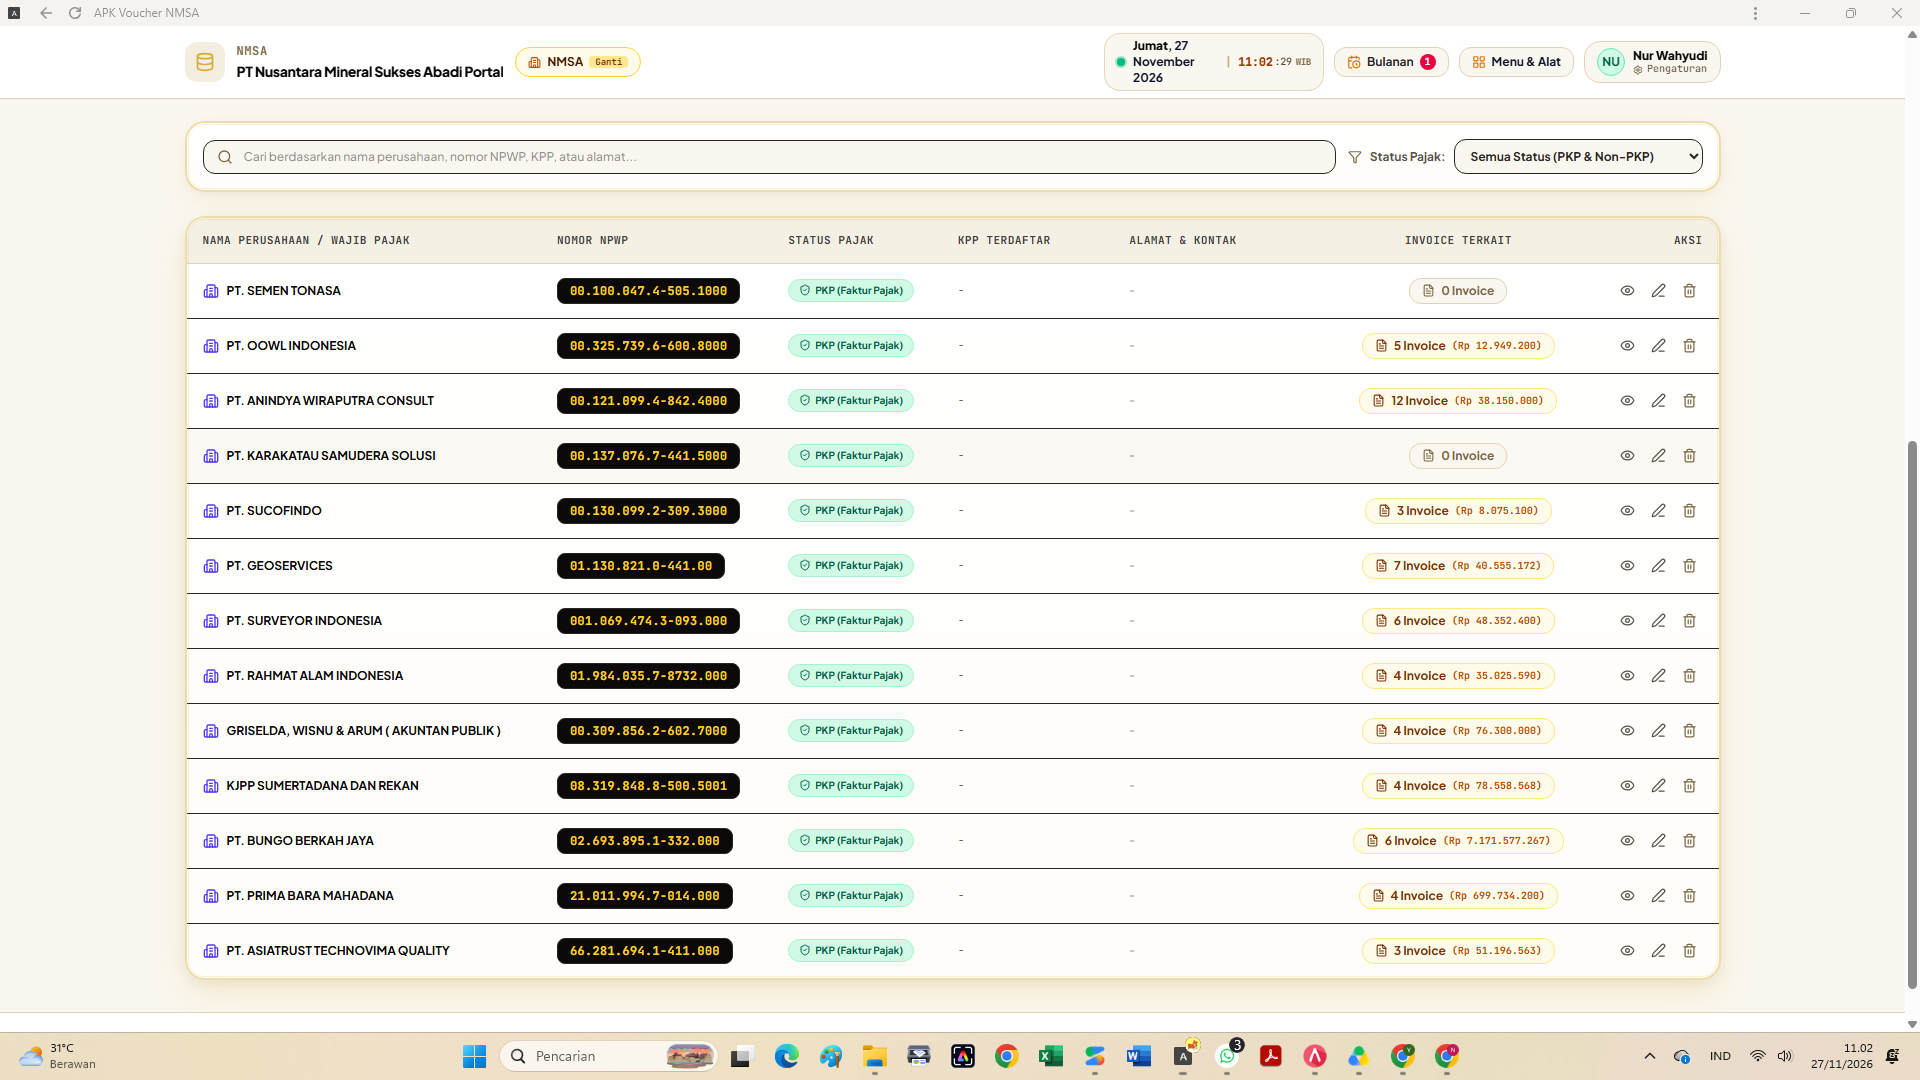 APK Voucher NMSA
NMSA
PT Nusantara Mineral Sukses Abadi Portal
NMSA Ganti
Jumat, 27 November 2026 | 11:02:29 WIB
Bulanan 1
Menu & Alat
NU
Nur Wahyudi
Pengaturan
Cari berdasarkan nama perusahaan, nomor NPWP, KPP, atau alamat...
Status Pajak:
Semua Status (PKP & Non-PKP)
NAMA PERUSAHAAN / WAJIB PAJAK NOMOR NPWP STATUS PAJAK KPP TERDAFTAR ALAMAT & KONTAK INVOICE TERKAIT AKSI
PT. SEMEN TONASA 00.100.047.4-505.1000 PKP (Faktur Pajak) - - 0 Invoice
PT. OOWL INDONESIA 00.325.739.6-600.8000 PKP (Faktur Pajak) - - 5 Invoice (Rp 12.949.200)
PT. ANINDYA WIRAPUTRA CONSULT 00.121.099.4-842.4000 PKP (Faktur Pajak) - - 12 Invoice (Rp 38.150.000)
PT. KARAKATAU SAMUDERA SOLUSI 00.137.076.7-441.5000 PKP (Faktur Pajak) - - 0 Invoice
PT. SUCOFINDO 00.130.099.2-309.3000 PKP (Faktur Pajak) - - 3 Invoice (Rp 8.075.100)
PT. GEOSERVICES 01.130.821.0-441.00 PKP (Faktur Pajak) - - 7 Invoice (Rp 40.555.172)
PT. SURVEYOR INDONESIA 001.069.474.3-093.000 PKP (Faktur Pajak) - - 6 Invoice (Rp 48.352.400)
PT. RAHMAT ALAM INDONESIA 01.984.035.7-8732.000 PKP (Faktur Pajak) - - 4 Invoice (Rp 35.025.590)
GRISELDA, WISNU & ARUM ( AKUNTAN PUBLIK ) 00.309.856.2-602.7000 PKP (Faktur Pajak) - - 4 Invoice (Rp 76.300.000)
KJPP SUMERTADANA DAN REKAN 08.319.848.8-500.5001 PKP (Faktur Pajak) - - 4 Invoice (Rp 78.558.568)
PT. BUNGO BERKAH JAYA 02.693.895.1-332.000 PKP (Faktur Pajak) - - 6 Invoice (Rp 7.171.577.267)
PT. PRIMA BARA MAHADANA 21.011.994.7-014.000 PKP (Faktur Pajak) - - 4 Invoice (Rp 699.734.200)
PT. ASIATRUST TECHNOVIMA QUALITY 66.281.694.1-411.000 PKP (Faktur Pajak) - - 3 Invoice (Rp 51.196.563)
31°C
Berawan
Pencarian
3
IND
11.02
27/11/2026